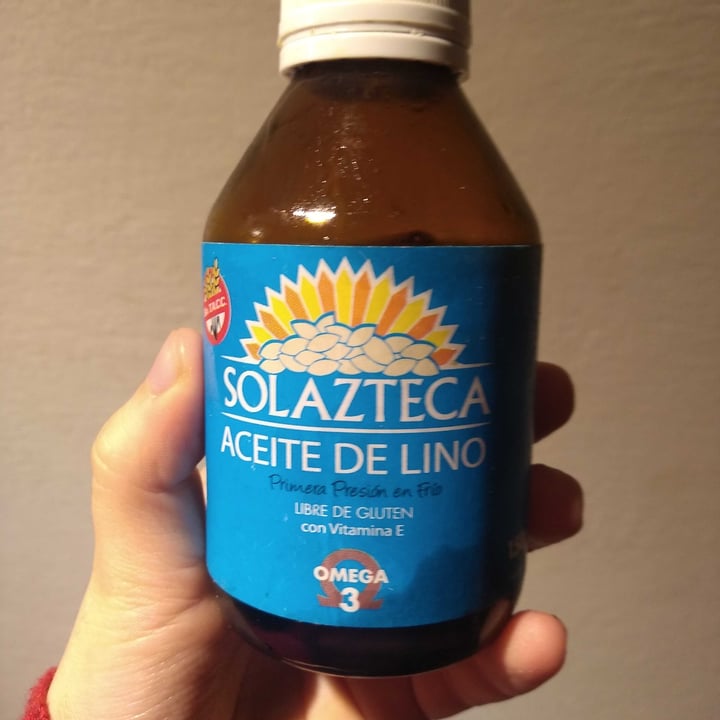 T.A.C.C.
SOLAZTECA
ACEITE DE LINO
Primera Presión en Frío
LIBRE DE GLUTEN
con Vitamina E
OMEGA
3